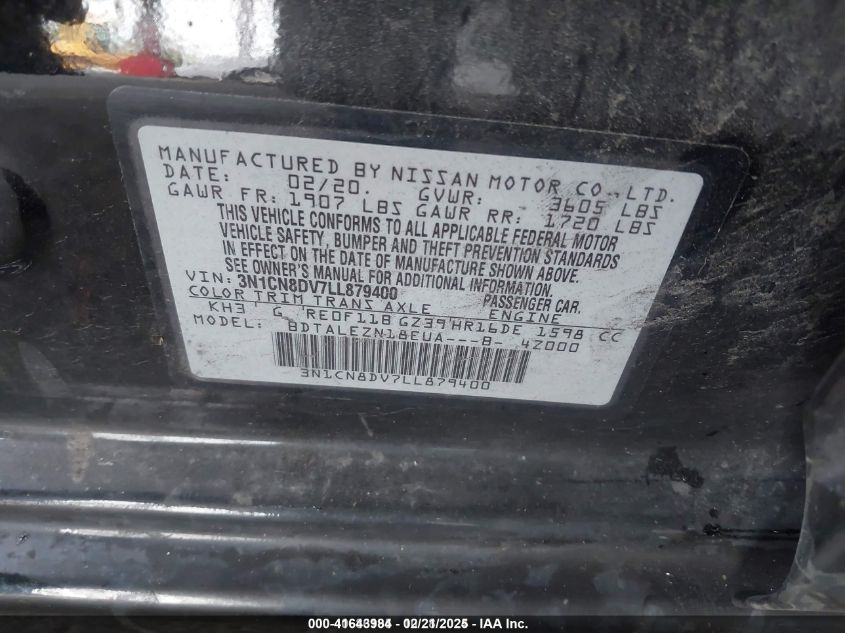 MANUFACTURED BY NISSAN MOTOR CO., LTD.
DATE: 02/20. GVWR: 3605 LBS
GAWR FR: 1907 LBS GAWR RR: 1720 LBS
THIS VEHICLE CONFORMS TO ALL APPLICABLE FEDERAL MOTOR
VEHICLE SAFETY, BUMPER AND THEFT PREVENTION STANDARDS
IN EFFECT ON THE DATE OF MANUFACTURE SHOWN ABOVE.
SEE OWNER'S MANUAL FOR ADDITIONAL INFORMATION.
VIN: 3N1CN8DV7LL879400 PASSENGER CAR.
COLOR TRIM TRANS AXLE ENGINE
KH3 G RE0F11B GZ39 HR16DE 1598 CC
MODEL: BDTALEZN18EUA---B- 4Z000
3N1CN8DV7LL879400
000-41643984 - 02/21/2025 - IAA Inc.